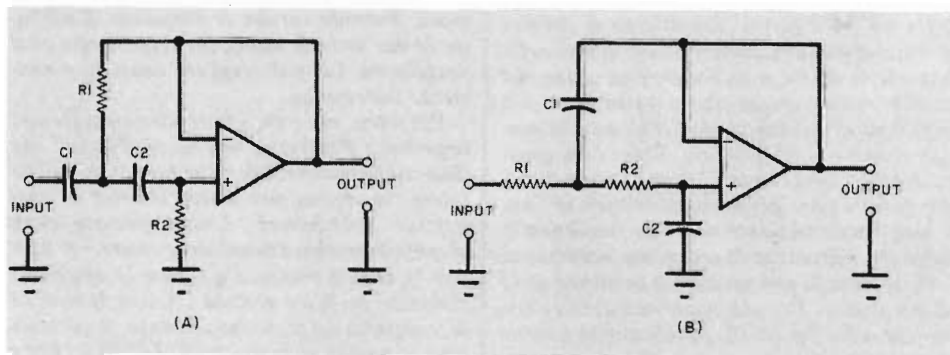 R1
C1
C2
+
INPUT
R2
OUTPUT
(A)
C1
R1
R2
−
+
INPUT
C2
OUTPUT
(B)